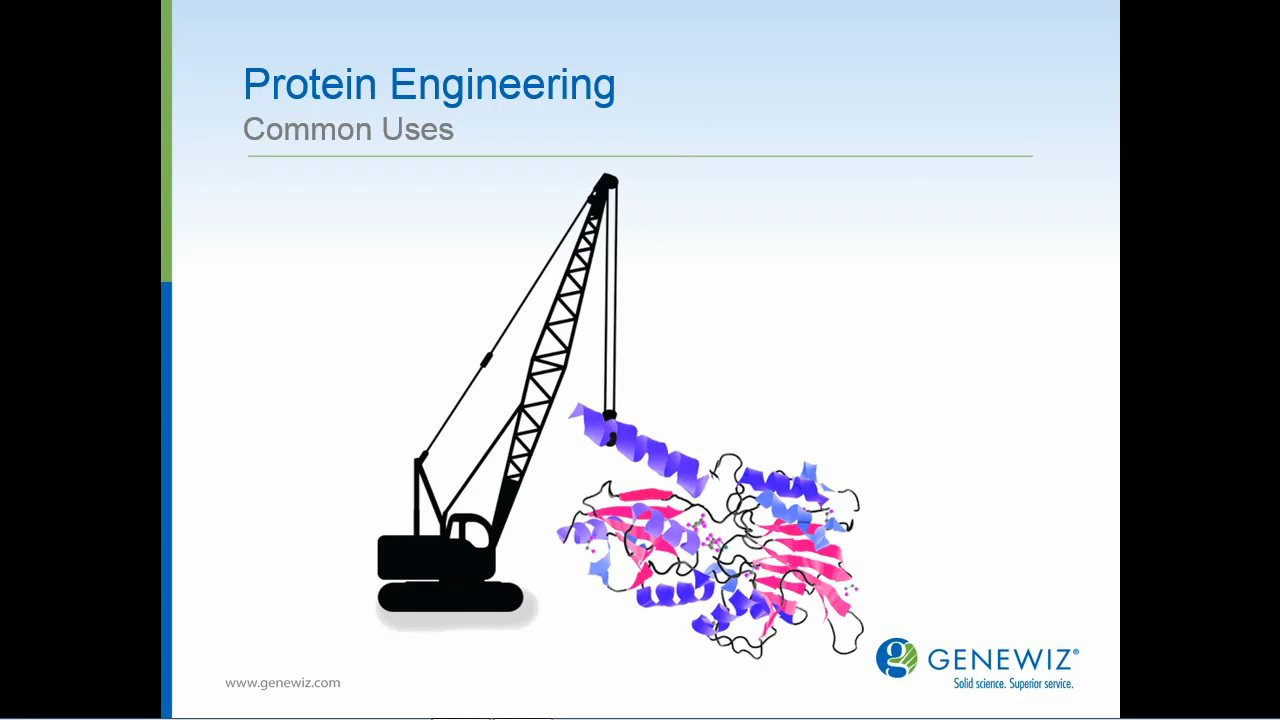 Protein Engineering
Common Uses
GENEWIZ®
Solid science. Superior service.
www.genewiz.com